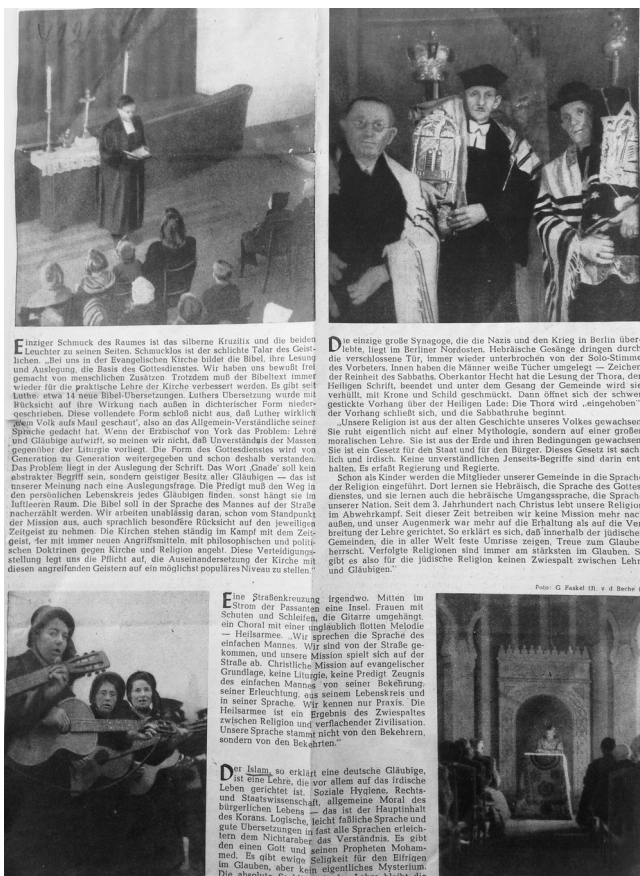 Einziger Schmuck des Raumes ist das silberne Kruzifix und die beiden
Leuchter zu seinen Seiten. Schmucklos ist der schlichte Talar des Geist-
lichen. „Bei uns in der Evangelischen Kirche bildet die Bibel, ihre Lesung
und Auslegung, die Basis des Gottesdienstes. Wir haben uns bewußt frei
gemacht von menschlichen Zusätzen. Trotzdem muß der Bibeltext immer
wieder für die praktische Lehre der Kirche verbessert werden. Es gibt seit
Luther etwa 14 neue Bibel-Übersetzungen. Luthers Übersetzung wurde mit
Rücksicht auf ihre Wirkung nach außen in dichterischer Form nieder-
geschrieben. Diese vollendete Form schloß nicht aus, daß Luther wirklich
‚dem Volk aufs Maul geschaut', also an das Allgemein-Verständliche seiner
Sprache gedacht hat. Wenn der Erzbischof von York das Problem: Lehre
und Gläubige aufwirft, so meinen wir nicht, daß Unverständnis der Massen
gegenüber der Liturgie vorliegt. Die Form des Gottesdienstes wird von
Generation zu Generation weitergegeben und schon deshalb verstanden.
Das Problem liegt in der Auslegung der Schrift. Das Wort ‚Gnade' soll kein
abstrakter Begriff sein, sondern geistiger Besitz aller Gläubigen — das ist
unserer Meinung nach eine Auslegungsfrage. Die Predigt muß den Weg in
den persönlichen Lebenskreis jedes Gläubigen finden, sonst hängt sie im
luftleeren Raum. Die Bibel soll in der Sprache des Mannes auf der Straße
nacherzählt werden. Wir arbeiten unablässig daran, schon vom Standpunkt
der Mission aus, auch sprachlich besondere Rücksicht auf den jeweiligen
Zeitgeist zu nehmen. Die Kirchen stehen ständig im Kampf mit dem Zeit-
geist, der mit immer neuen Angriffsmitteln, mit philosophischen und politi-
schen Doktrinen gegen Kirche und Religion angeht. Diese Verteidigungs-
stellung legt uns die Pflicht auf, die Auseinandersetzung der Kirche mit
diesen angreifenden Geistern auf ein möglichst populäres Niveau zu stellen."
Die einzige große Synagoge, die die Nazis und den Krieg in Berlin über-
lebte, liegt im Berliner Nordosten. Hebräische Gesänge dringen durch
die verschlossene Tür, immer wieder unterbrochen von der Solo-Stimme
des Vorbeters. Innen haben die Männer weiße Tücher umgelegt — Zeichen
der Reinheit des Sabbaths. Oberkantor Hecht hat die Lesung der Thora, der
Heiligen Schrift, beendet und unter dem Gesang der Gemeinde wird sie
verhüllt, mit Krone und Schild geschmückt. Dann öffnet sich der schwer
gestickte Vorhang über der Heiligen Lade: Die Thora wird „eingehoben",
der Vorhang schließt sich, und die Sabbathruhe beginnt.
„Unsere Religion ist aus der alten Geschichte unseres Volkes gewachsen.
Sie ruht eigentlich nicht auf einer Mythologie, sondern auf einer großen
moralischen Lehre. Sie ist aus der Erde und ihren Bedingungen gewachsen.
Sie ist ein Gesetz für den Staat und für den Bürger. Dieses Gesetz ist sach-
lich und irdisch. Keine unverständlichen Jenseits-Begriffe sind darin ent-
halten. Es erfaßt Regierung und Regierte.
Schon als Kinder werden die Mitglieder unserer Gemeinde in die Sprache
der Religion eingeführt. Dort lernen sie Hebräisch, die Sprache des Gottes-
dienstes, und sie lernen auch die hebräische Umgangssprache, die Sprache
unserer Nation. Seit dem 3. Jahrhundert nach Christus lebt unsere Religion
im Abwehrkampf. Seit dieser Zeit betreiben wir keine Mission mehr nach
außen, und unser Augenmerk war mehr auf die Erhaltung als auf die Ver-
breitung der Lehre gerichtet. So erklärt es sich, daß innerhalb der jüdischen
Gemeinden, die in aller Welt feste Umrisse zeigen, Treue zum Glauben
herrscht. Verfolgte Religionen sind immer am stärksten im Glauben. So
gibt es also für die jüdische Religion keinen Zwiespalt zwischen Lehre
und Gläubigen."
Foto: G Faskel (3), v d Becke
Eine Straßenkreuzung irgendwo. Mitten im
Strom der Passanten eine Insel. Frauen mit
Schuten und Schleifen, die Gitarre umgehängt,
ein Choral mit einer unglaublich flotten Melodie
— Heilsarmee. „Wir sprechen die Sprache des
einfachen Mannes. Wir sind von der Straße ge-
kommen, und unsere Mission spielt sich auf der
Straße ab. Christliche Mission auf evangelischer
Grundlage, keine Liturgie, keine Predigt Zeugnis
des einfachen Mannes von seiner Bekehrung,
seiner Erleuchtung, aus seinem Lebenskreis und
in seiner Sprache. Wir kennen nur Praxis. Die
Heilsarmee ist ein Ergebnis des Zwiespaltes
zwischen Religion und verflachender Zivilisation.
Unsere Sprache stammt nicht von den Bekehrern,
sondern von den Bekehrten."
Der Islam, so erklärt eine deutsche Gläubige,
ist eine Lehre, die vor allem auf das irdische
Leben gerichtet ist. Soziale Hygiene, Rechts-
und Staatswissenschaft, allgemeine Moral des
bürgerlichen Lebens — das ist der Hauptinhalt
des Korans. Logische, leicht faßliche Sprache und
gute Übersetzungen in fast alle Sprachen erleich-
tern dem Nichtaraber das Verständnis. Es gibt
den einen Gott und seinen Propheten Moham-
med. Es gibt ewige Seligkeit für den Eifrigen
im Glauben, aber kein eigentliches Mysterium.